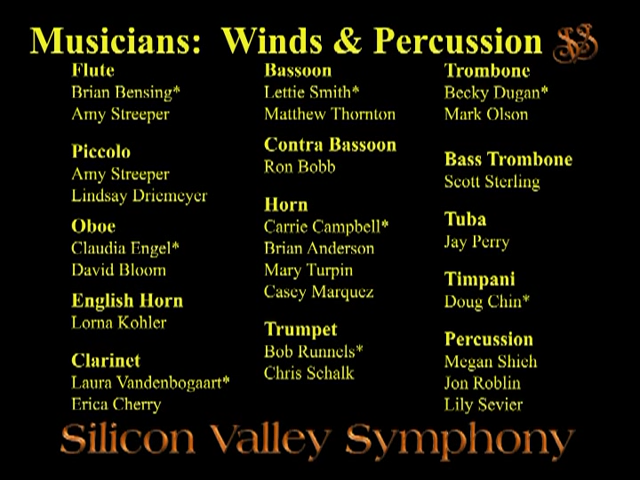 Musicians: Winds & Percussion SS
Flute
Brian Bensing*
Amy Streeper
Piccolo
Amy Streeper
Lindsay Driemeyer
Oboe
Claudia Engel*
David Bloom
English Horn
Lorna Kohler
Clarinet
Laura Vandenbogaart*
Erica Cherry
Bassoon
Lettie Smith*
Matthew Thornton
Contra Bassoon
Ron Bobb
Horn
Carrie Campbell*
Brian Anderson
Mary Turpin
Casey Marquez
Trumpet
Bob Runnels*
Chris Schalk
Trombone
Becky Dugan*
Mark Olson
Bass Trombone
Scott Sterling
Tuba
Jay Perry
Timpani
Doug Chin*
Percussion
Megan Shieh
Jon Roblin
Lily Sevier
Silicon Valley Symphony